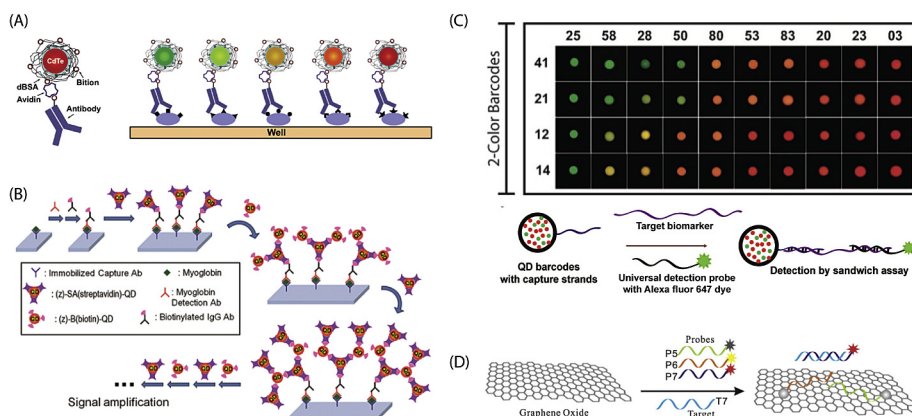 (A)
CdTe
dBSA
Avidin
Bition
Antibody
Well
(B)
QD
: Immobilized Capture Ab
: Myoglobin
: (z)-SA(streptavidin)-QD
: Myoglobin
Detection Ab
: (z)-B(biotin)-QD
: Biotinylated IgG Ab
Signal amplification
(C)
25 58 28 50 80 53 83 20 23 03
2-Color Barcodes
41
21
12
14
Target
biomarker
QD barcodes
with capture strands
Universal detection probe
with Alexa fluor 647 dye
Detection by sandwich assay
(D)
Graphene Oxide
Probes
P5
P6
P7
T7
Target